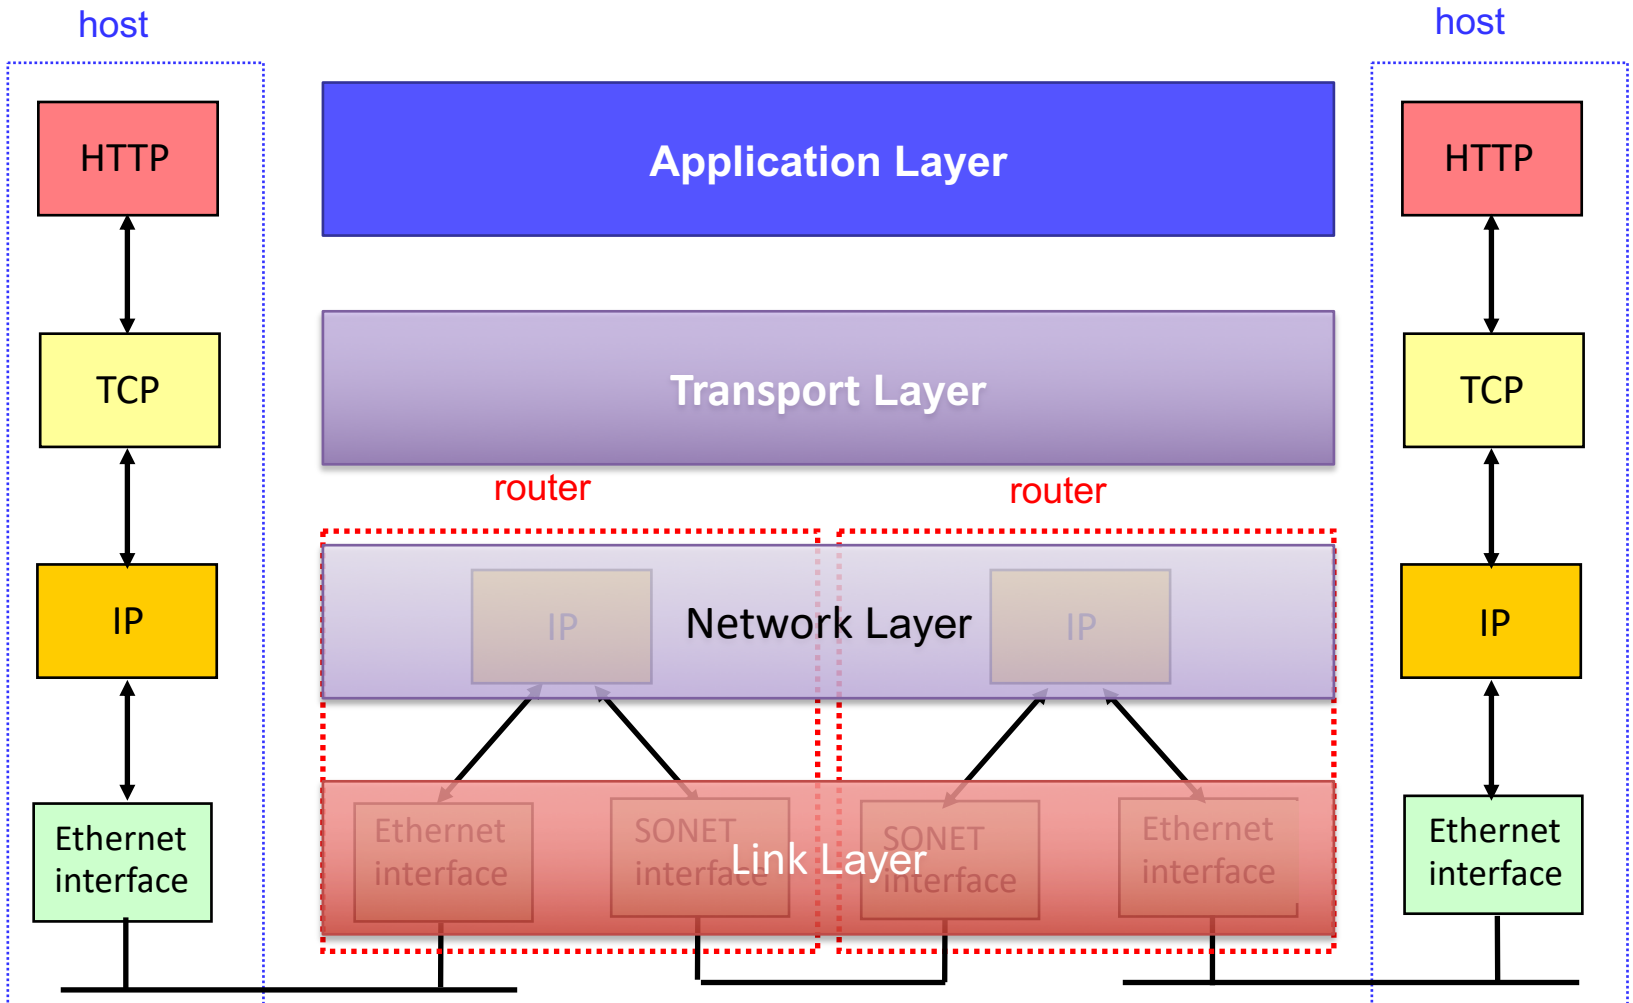 host
host
HTTP
Application Layer
HTTP
TCP
Transport Layer
TCP
router
router
IP
IP
Network Layer
IP
IP
Ethernet
interface
Ethernet
interface
SONET
interface
Link Layer
SONET
interface
Ethernet
interface
Ethernet
interface